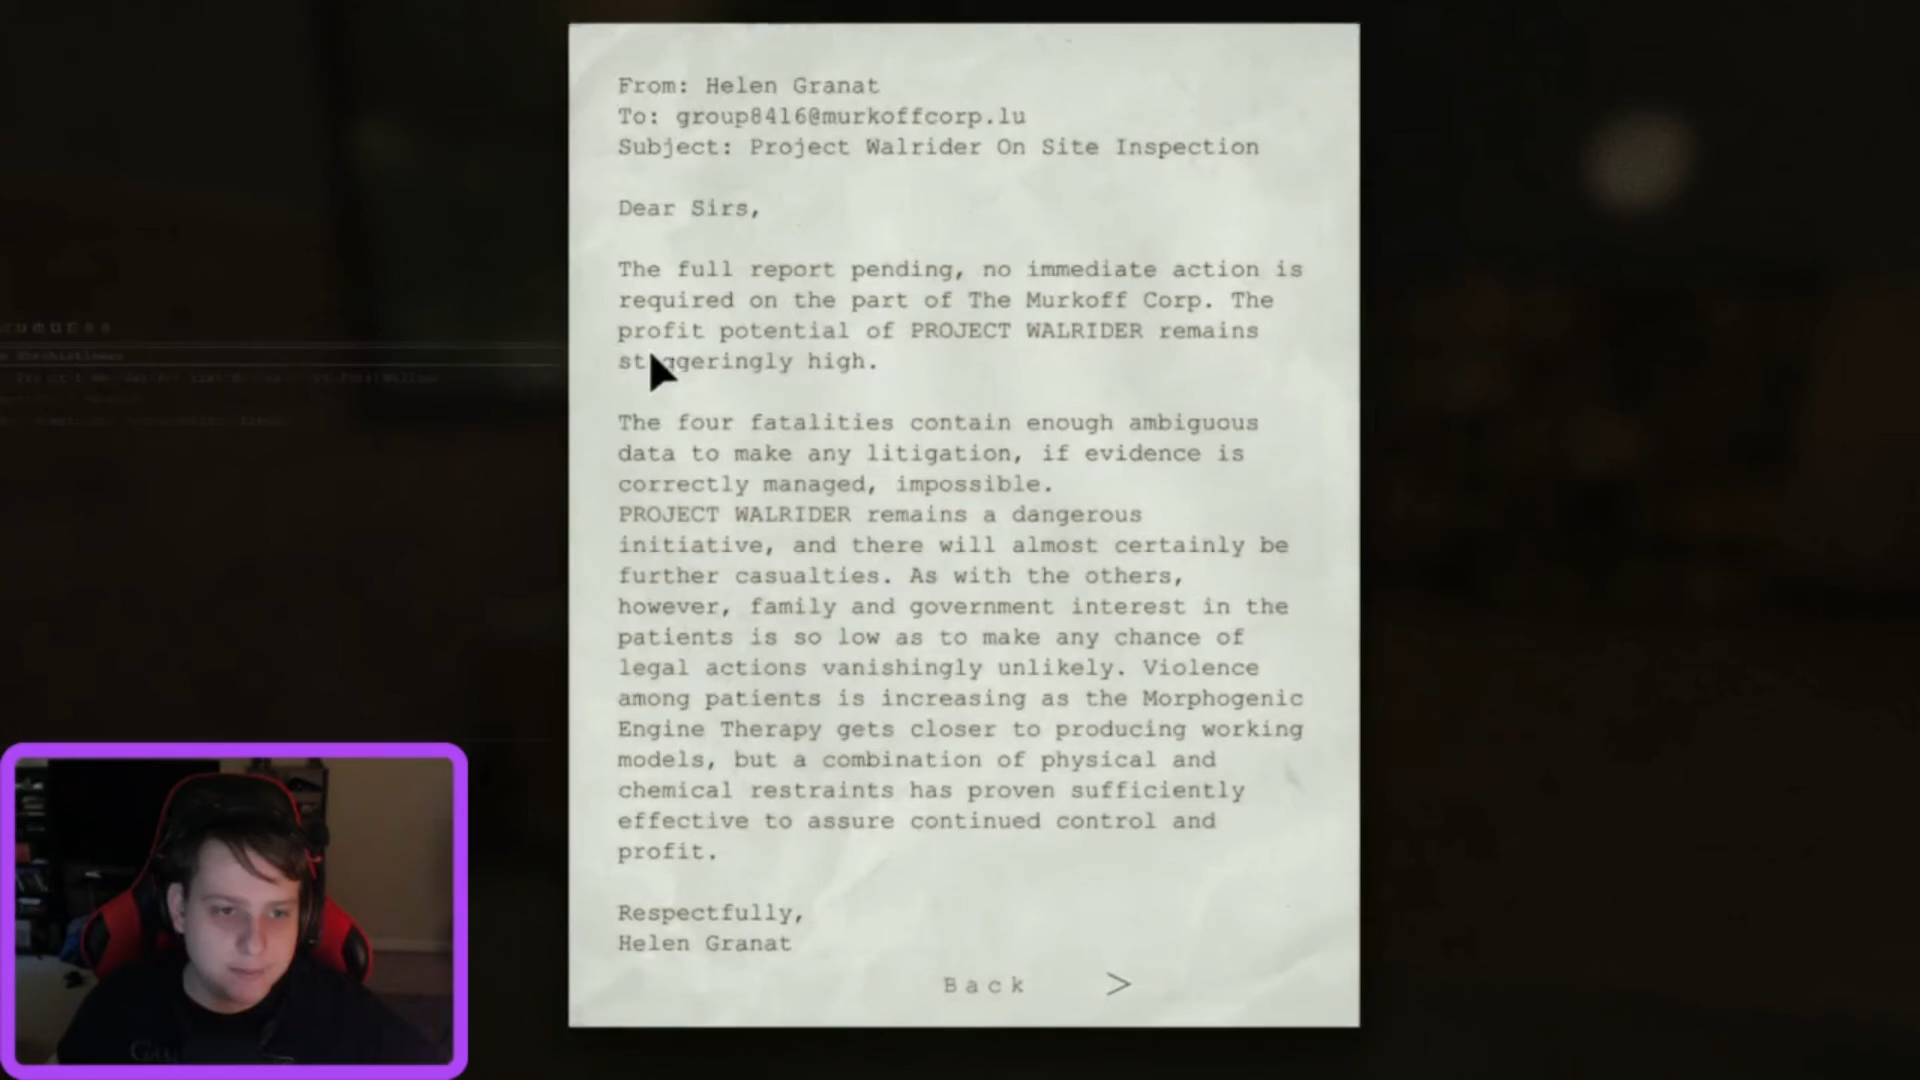 From: Helen Granat
To: group8416@murkoffcorp.lu
Subject: Project Walrider On Site Inspection
Dear Sirs,
The full report pending, no immediate action is
required on the part of The Murkoff Corp. The
profit potential of PROJECT WALRIDER remains
staggeringly high.
The four fatalities contain enough ambiguous
data to make any litigation, if evidence is
correctly managed, impossible.
PROJECT WALRIDER remains a dangerous
initiative, and there will almost certainly be
further casualties. As with the others,
however, family and government interest in the
patients is so low as to make any chance of
legal actions vanishingly unlikely. Violence
among patients is increasing as the Morphogenic
Engine Therapy gets closer to producing working
models, but a combination of physical and
chemical restraints has proven sufficiently
effective to assure continued control and
profit.
Respectfully,
Helen Granat
Back >